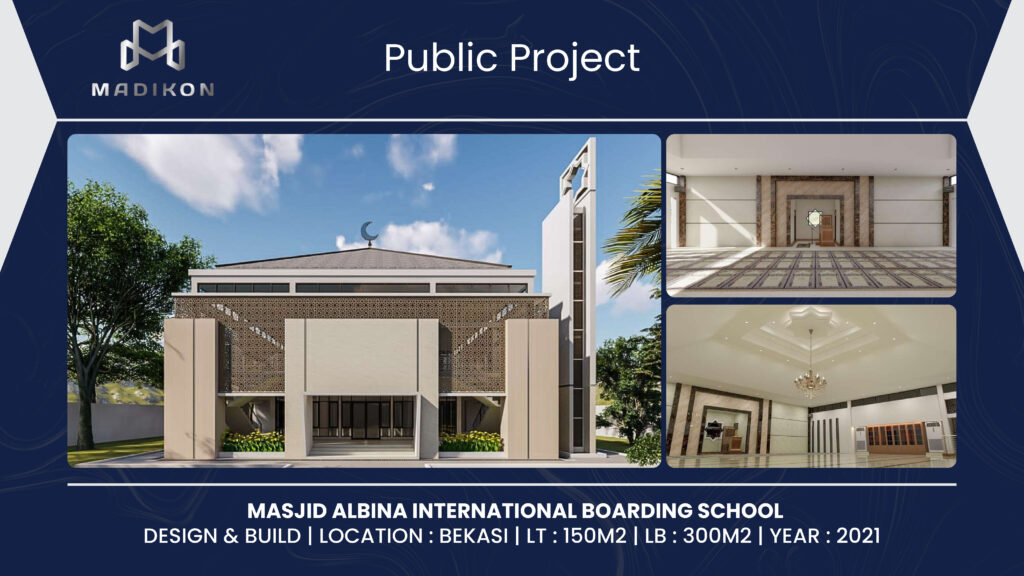 MADIKON
Public Project
MASJID ALBINA INTERNATIONAL BOARDING SCHOOL
DESIGN & BUILD | LOCATION : BEKASI | LT : 150M2 | LB : 300M2 | YEAR : 2021